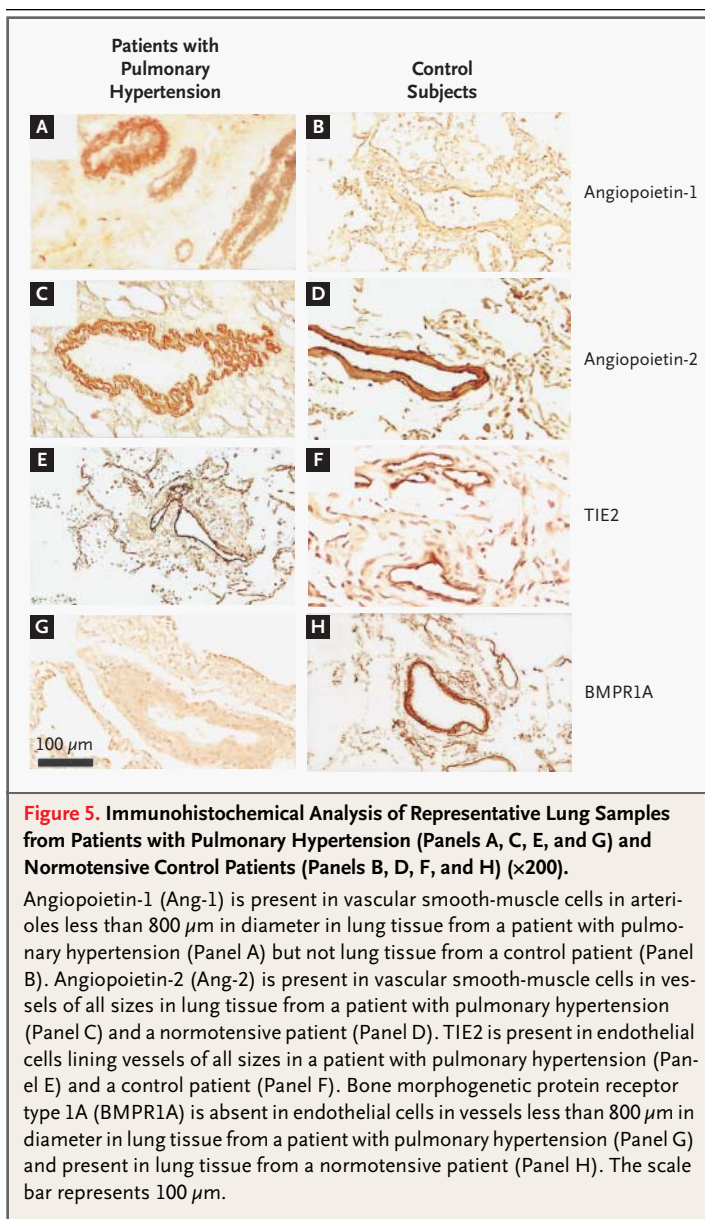 Patients with
Pulmonary
Hypertension
Control
Subjects
A
B
Angiopoietin-1
C
D
Angiopoietin-2
E
F
TIE2
G
H
BMPR1A
100 µm
Figure 5. Immunohistochemical Analysis of Representative Lung Samples
from Patients with Pulmonary Hypertension (Panels A, C, E, and G) and
Normotensive Control Patients (Panels B, D, F, and H) (×200).
Angiopoietin-1 (Ang-1) is present in vascular smooth-muscle cells in arteri-
oles less than 800 µm in diameter in lung tissue from a patient with pulmo-
nary hypertension (Panel A) but not lung tissue from a control patient (Panel
B). Angiopoietin-2 (Ang-2) is present in vascular smooth-muscle cells in ves-
sels of all sizes in lung tissue from a patient with pulmonary hypertension
(Panel C) and a normotensive patient (Panel D). TIE2 is present in endothelial
cells lining vessels of all sizes in a patient with pulmonary hypertension (Pan-
el E) and a control patient (Panel F). Bone morphogenetic protein receptor
type 1A (BMPR1A) is absent in endothelial cells in vessels less than 800 µm in
diameter in lung tissue from a patient with pulmonary hypertension (Panel G)
and present in lung tissue from a normotensive patient (Panel H). The scale
bar represents 100 µm.